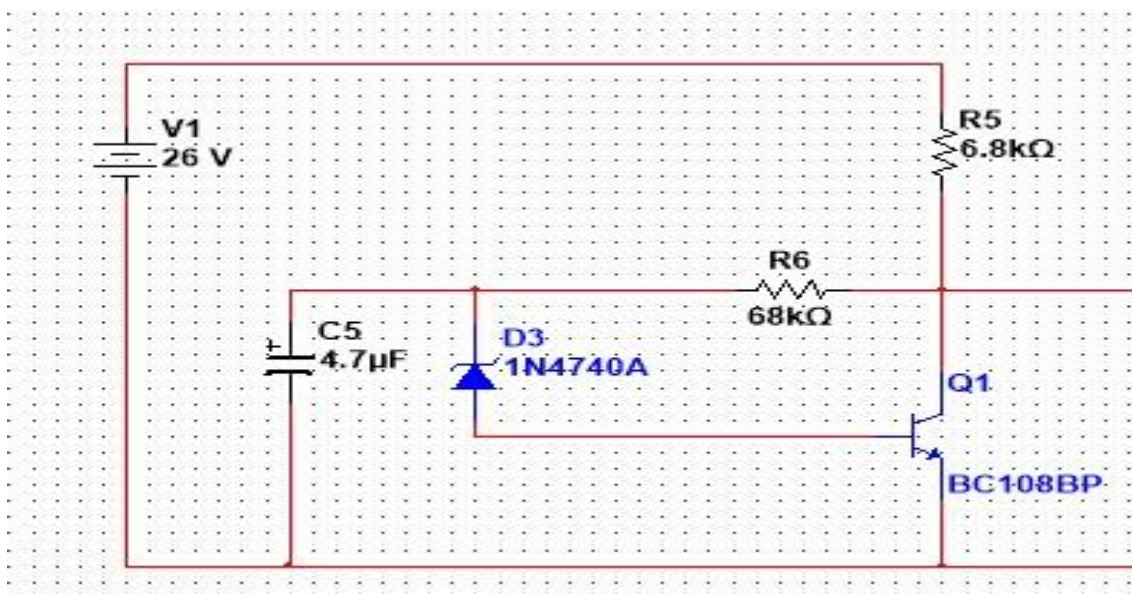 V1
26 V
R5
6.8kΩ
R6
68kΩ
C5
4.7µF
+
D3
1N4740A
Q1
BC108BP